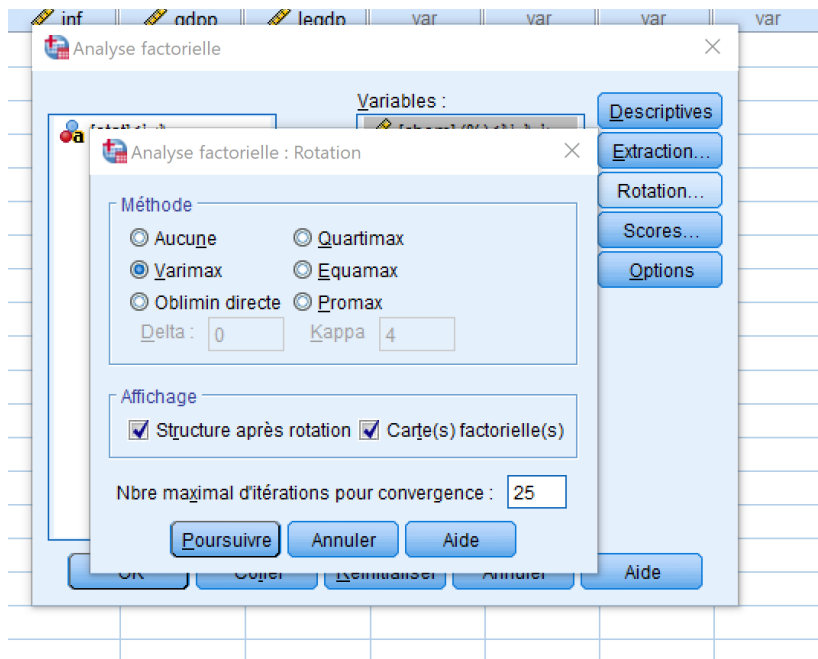 inf gdpp legdp var var var var
Analyse factorielle
Variables :
Descriptives
Analyse factorielle : Rotation
Extraction...
Méthode
Rotation...
Aucune Quartimax
Scores...
Varimax Equamax
Options
Oblimin directe Promax
Delta : 0 Kappa 4
Affichage
Structure après rotation Carte(s) factorielle(s)
Nbre maximal d'itérations pour convergence : 25
Poursuivre Annuler Aide
OK Coller Réinitialiser Annuler Aide